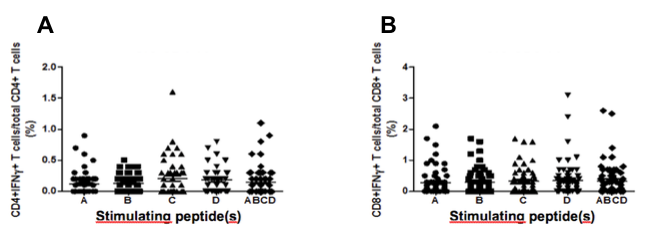 A
CD4+IFNγ+ T cells/total CD4+ T cells
(%)
2.0
1.5
1.0
0.5
0.0
A B C D ABCD
Stimulating peptide(s)
B
CD8+IFNγ+ T cells/total CD8+ T cells
(%)
4
3
2
1
0
A B C D ABCD
Stimulating peptide(s)